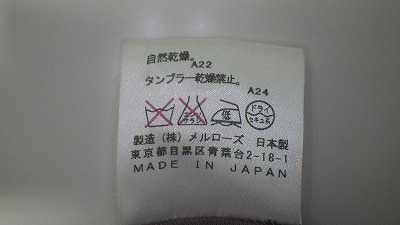 自然乾燥。
A22
タンブラー乾燥禁止。
A24
低 ドライ
セキユ系
製造（株）メルローズ 日本製
東京都目黒区青葉台2-18-1
MADE IN JAPAN